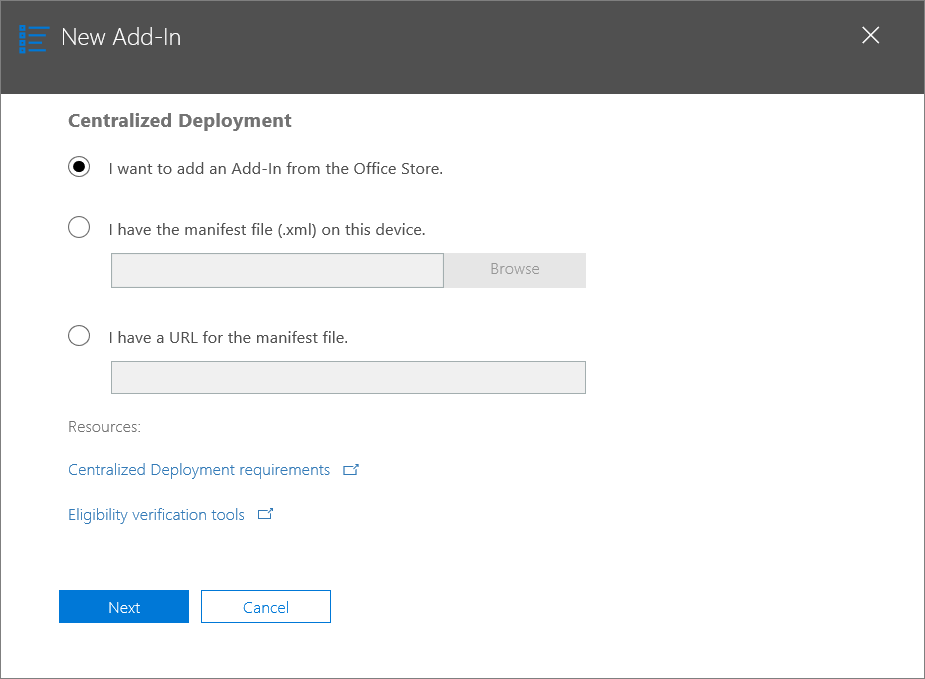 New Add-In
Centralized Deployment
I want to add an Add-In from the Office Store.
I have the manifest file (.xml) on this device.
Browse
I have a URL for the manifest file.
Resources:
Centralized Deployment requirements
Eligibility verification tools
Next
Cancel